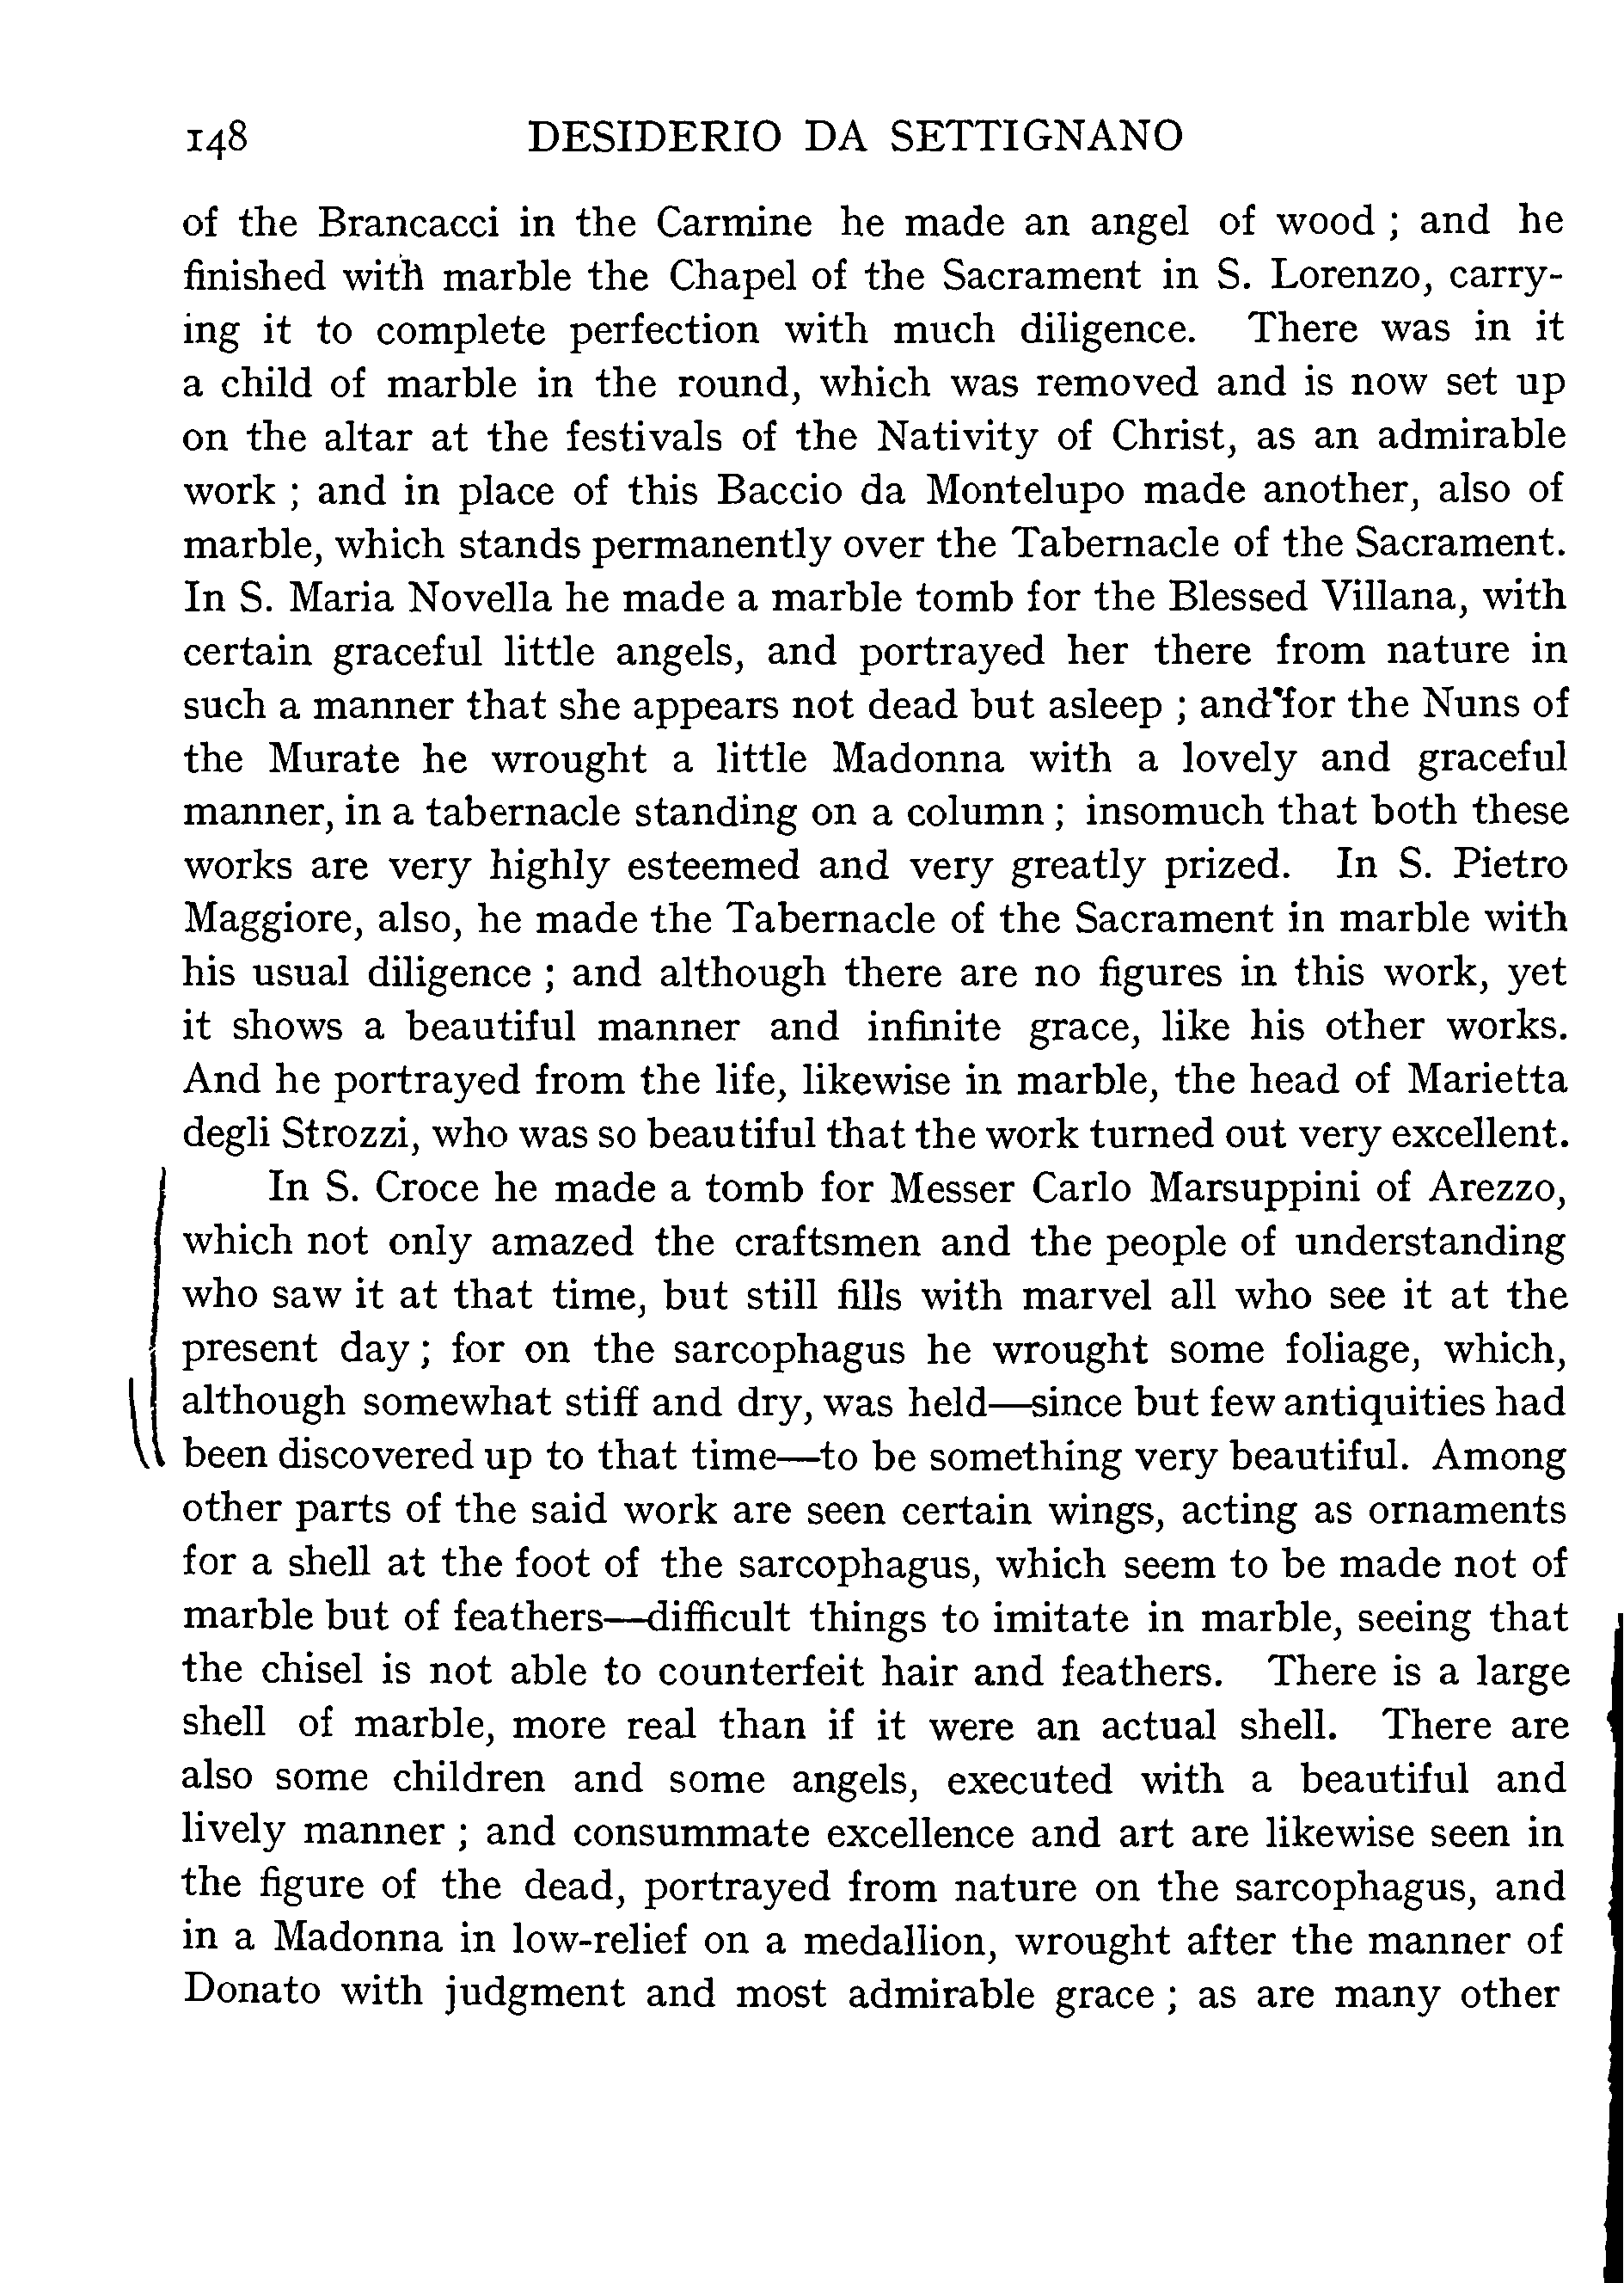 148 DESIDERIO DA SETTIGNANO
of the Brancacci in the Carmine he made an angel of wood ; and he
finished with marble the Chapel of the Sacrament in S. Lorenzo, carry-
ing it to complete perfection with much diligence. There was in it
a child of marble in the round, which was removed and is now set up
on the altar at the festivals of the Nativity of Christ, as an admirable
work ; and in place of this Baccio da Montelupo made another, also of
marble, which stands permanently over the Tabernacle of the Sacrament.
In S. Maria Novella he made a marble tomb for the Blessed Villana, with
certain graceful little angels, and portrayed her there from nature in
such a manner that she appears not dead but asleep ; and for the Nuns of
the Murate he wrought a little Madonna with a lovely and graceful
manner, in a tabernacle standing on a column ; insomuch that both these
works are very highly esteemed and very greatly prized. In S. Pietro
Maggiore, also, he made the Tabernacle of the Sacrament in marble with
his usual diligence ; and although there are no figures in this work, yet
it shows a beautiful manner and infinite grace, like his other works.
And he portrayed from the life, likewise in marble, the head of Marietta
degli Strozzi, who was so beautiful that the work turned out very excellent.
In S. Croce he made a tomb for Messer Carlo Marsuppini of Arezzo,
which not only amazed the craftsmen and the people of understanding
who saw it at that time, but still fills with marvel all who see it at the
present day ; for on the sarcophagus he wrought some foliage, which,
although somewhat stiff and dry, was held—since but few antiquities had
been discovered up to that time—to be something very beautiful. Among
other parts of the said work are seen certain wings, acting as ornaments
for a shell at the foot of the sarcophagus, which seem to be made not of
marble but of feathers—difficult things to imitate in marble, seeing that
the chisel is not able to counterfeit hair and feathers. There is a large
shell of marble, more real than if it were an actual shell. There are
also some children and some angels, executed with a beautiful and
lively manner ; and consummate excellence and art are likewise seen in
the figure of the dead, portrayed from nature on the sarcophagus, and
in a Madonna in low-relief on a medallion, wrought after the manner of
Donato with judgment and most admirable grace ; as are many other